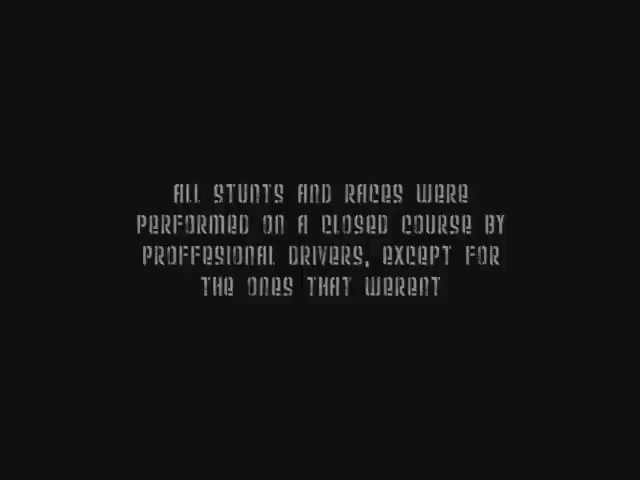 ALL STUNTS AND RACES WERE
PERFORMED ON A CLOSED COURSE BY
PROFFESIONAL DRIVERS, EXCEPT FOR
THE ONES THAT WERENT